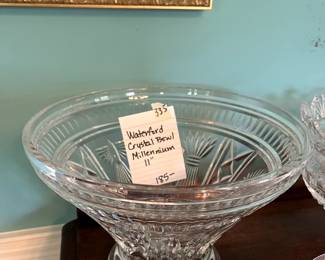 335
Waterford
Crystal Bowl
Millennium
11"
185-